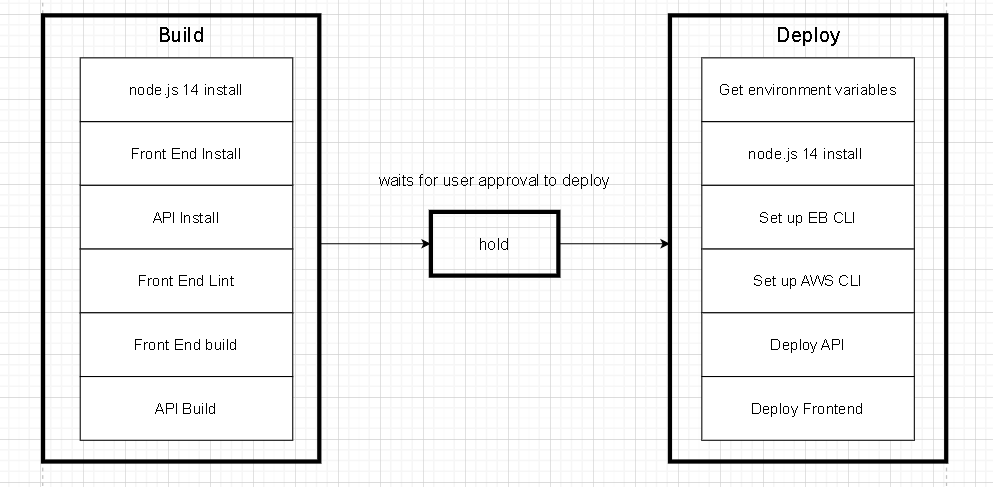 Build
node.js 14 install
Front End Install
API Install
Front End Lint
Front End build
API Build
waits for user approval to deploy
hold
Deploy
Get environment variables
node.js 14 install
Set up EB CLI
Set up AWS CLI
Deploy API
Deploy Frontend